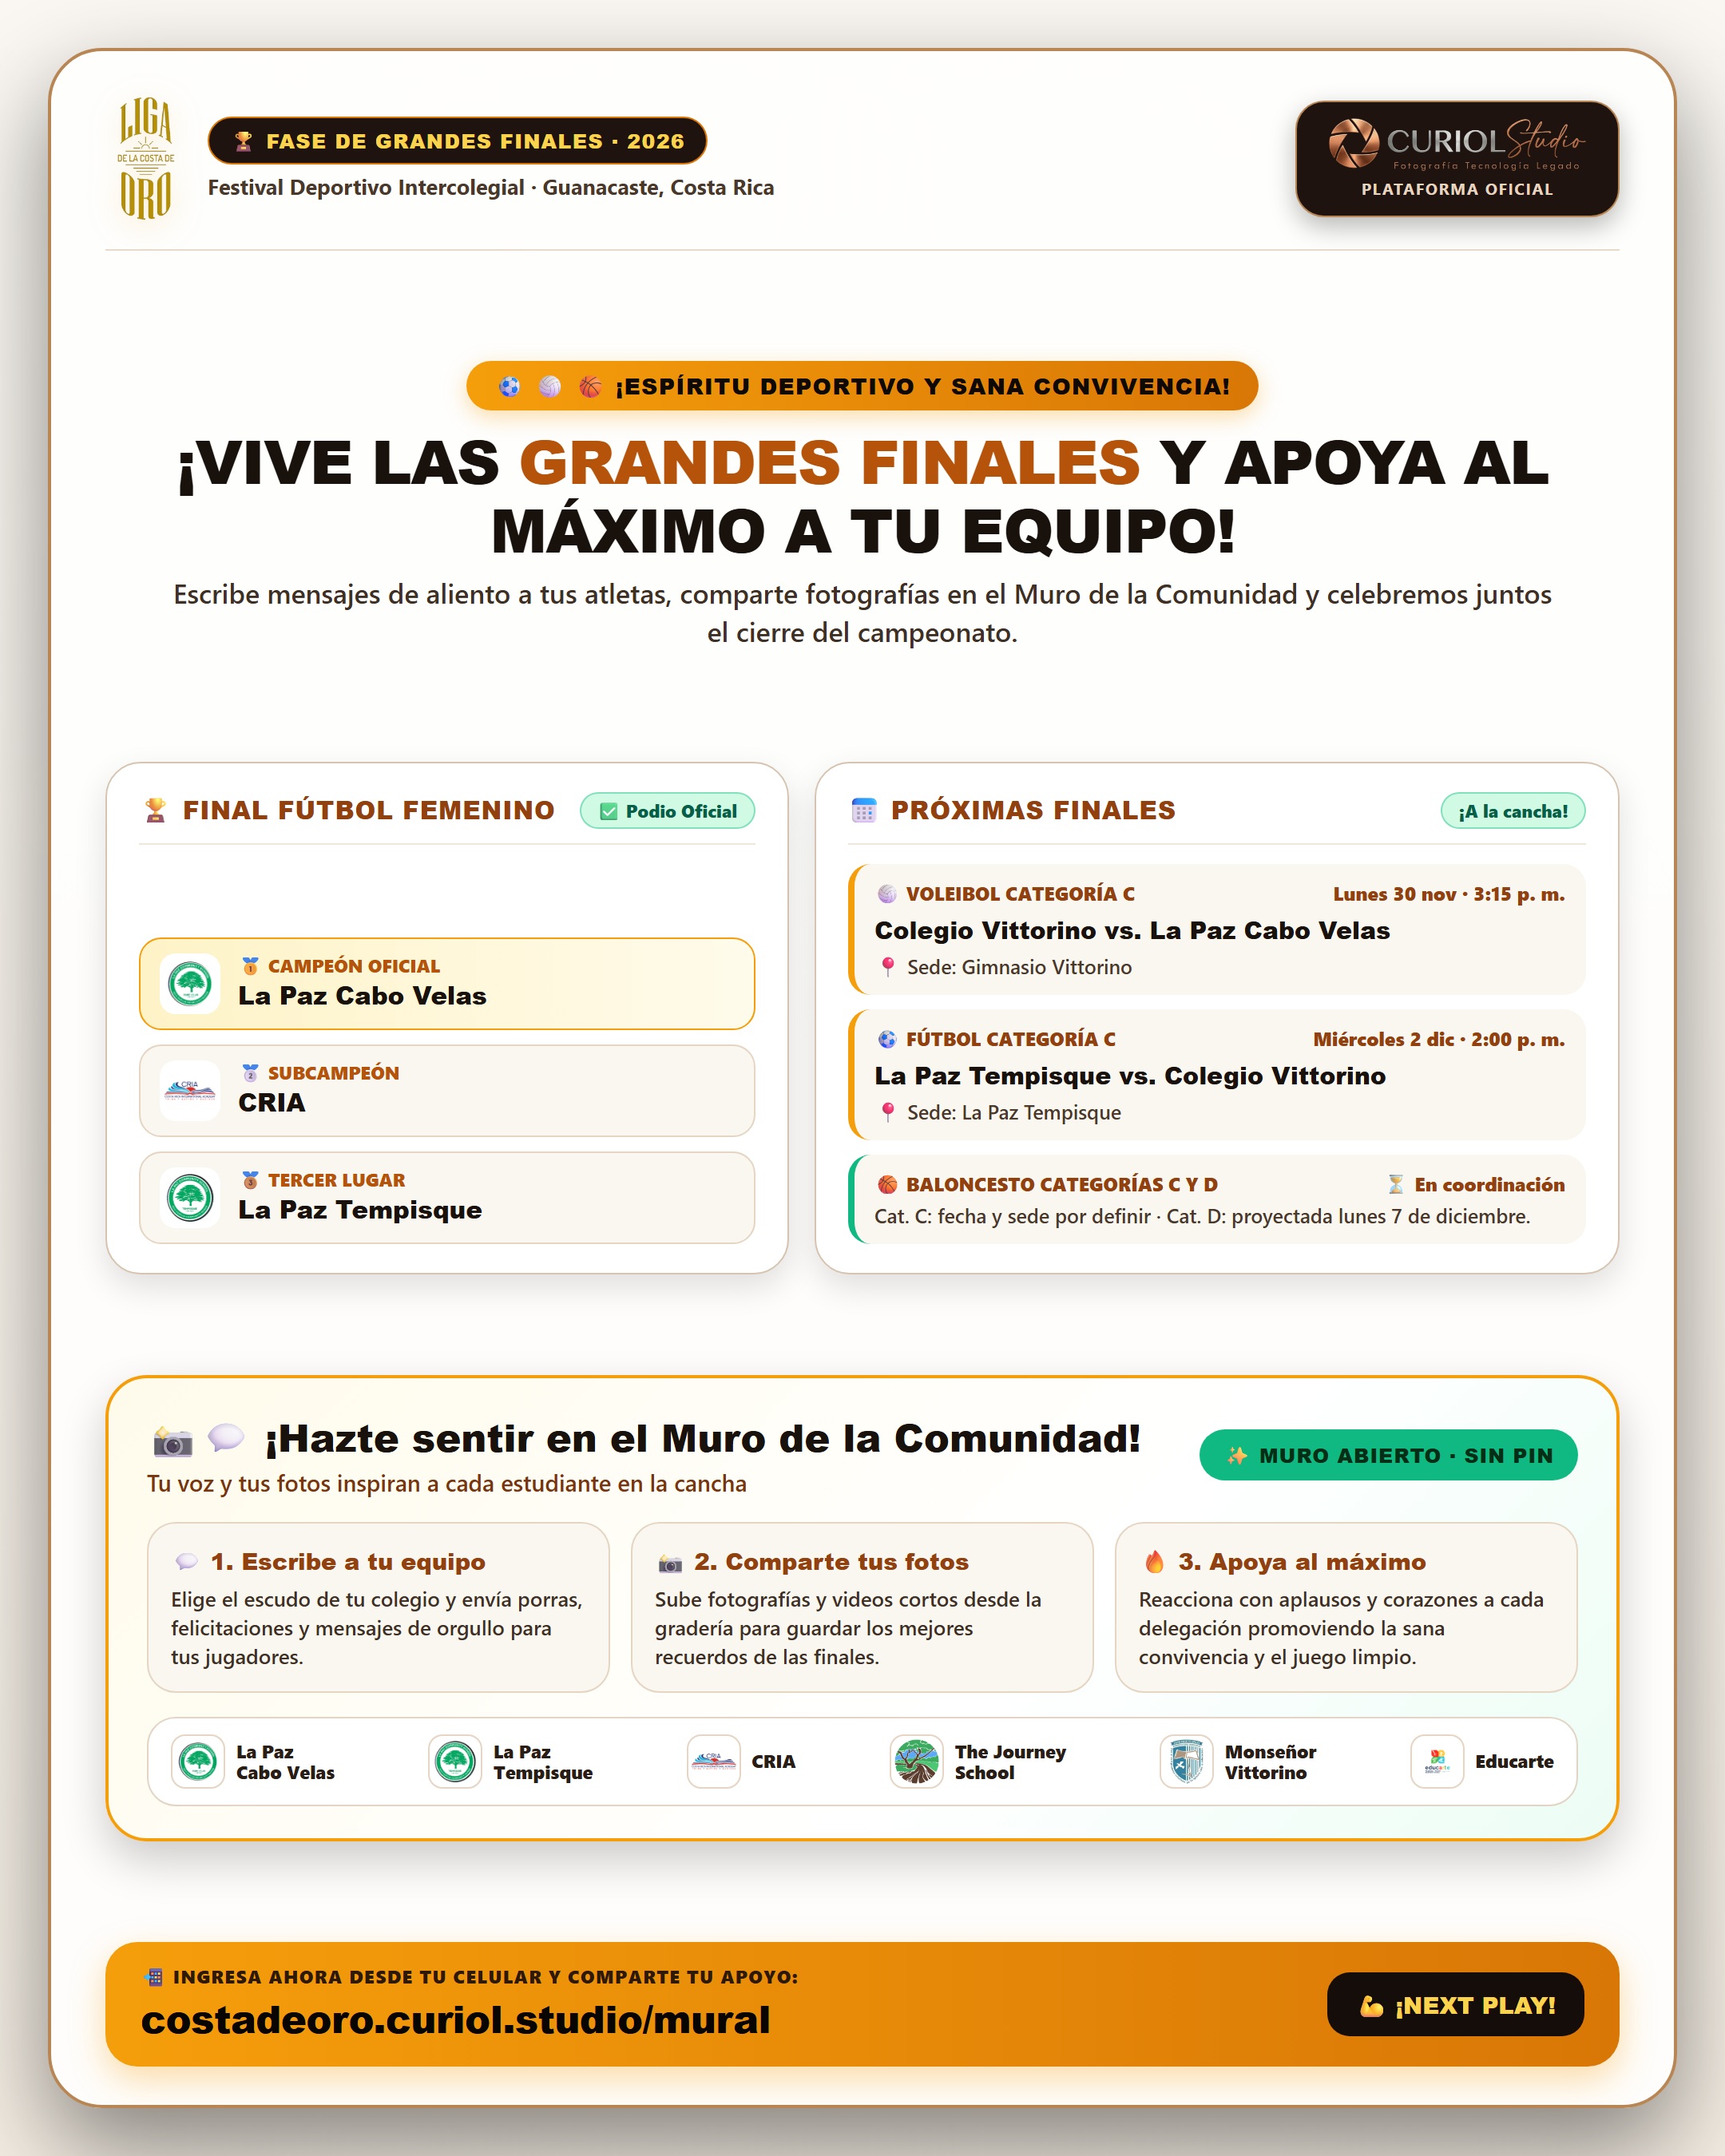 LIGA
DE LA COSTA DE
ORO
🏆 FASE DE GRANDES FINALES · 2026
Festival Deportivo Intercolegial · Guanacaste, Costa Rica
CURIOL Studio
Fotografía Tecnología Legado
PLATAFORMA OFICIAL
⚽ 🏐 🏀 ¡ESPÍRITU DEPORTIVO Y SANA CONVIVENCIA!
¡VIVE LAS GRANDES FINALES Y APOYA AL
MÁXIMO A TU EQUIPO!
Escribe mensajes de aliento a tus atletas, comparte fotografías en el Muro de la Comunidad y celebremos juntos
el cierre del campeonato.
🏆 FINAL FÚTBOL FEMENINO
✅ Podio Oficial
🥇 CAMPEÓN OFICIAL
La Paz Cabo Velas
🥈 SUBCAMPEÓN
CRIA
CRIA
🥉 TERCER LUGAR
La Paz Tempisque
📅 PRÓXIMAS FINALES
¡A la cancha!
🏐 VOLEIBOL CATEGORÍA C
Lunes 30 nov · 3:15 p. m.
Colegio Vittorino vs. La Paz Cabo Velas
📍 Sede: Gimnasio Vittorino
⚽ FÚTBOL CATEGORÍA C
Miércoles 2 dic · 2:00 p. m.
La Paz Tempisque vs. Colegio Vittorino
📍 Sede: La Paz Tempisque
🏀 BALONCESTO CATEGORÍAS C Y D
⏳ En coordinación
Cat. C: fecha y sede por definir · Cat. D: proyectada lunes 7 de diciembre.
📸 💬 ¡Hazte sentir en el Muro de la Comunidad!
Tu voz y tus fotos inspiran a cada estudiante en la cancha
✨ MURO ABIERTO · SIN PIN
💬 1. Escribe a tu equipo
Elige el escudo de tu colegio y envía porras,
felicitaciones y mensajes de orgullo para
tus jugadores.
📸 2. Comparte tus fotos
Sube fotografías y videos cortos desde la
gradería para guardar los mejores
recuerdos de las finales.
🔥 3. Apoya al máximo
Reacciona con aplausos y corazones a cada
delegación promoviendo la sana
convivencia y el juego limpio.
La Paz
Cabo Velas
La Paz
Tempisque
CRIA
CRIA
The Journey
School
Monseñor
Vittorino
educarte
Educarte
📲 INGRESA AHORA DESDE TU CELULAR Y COMPARTE TU APOYO:
costadeoro.curiol.studio/mural
💪 ¡NEXT PLAY!